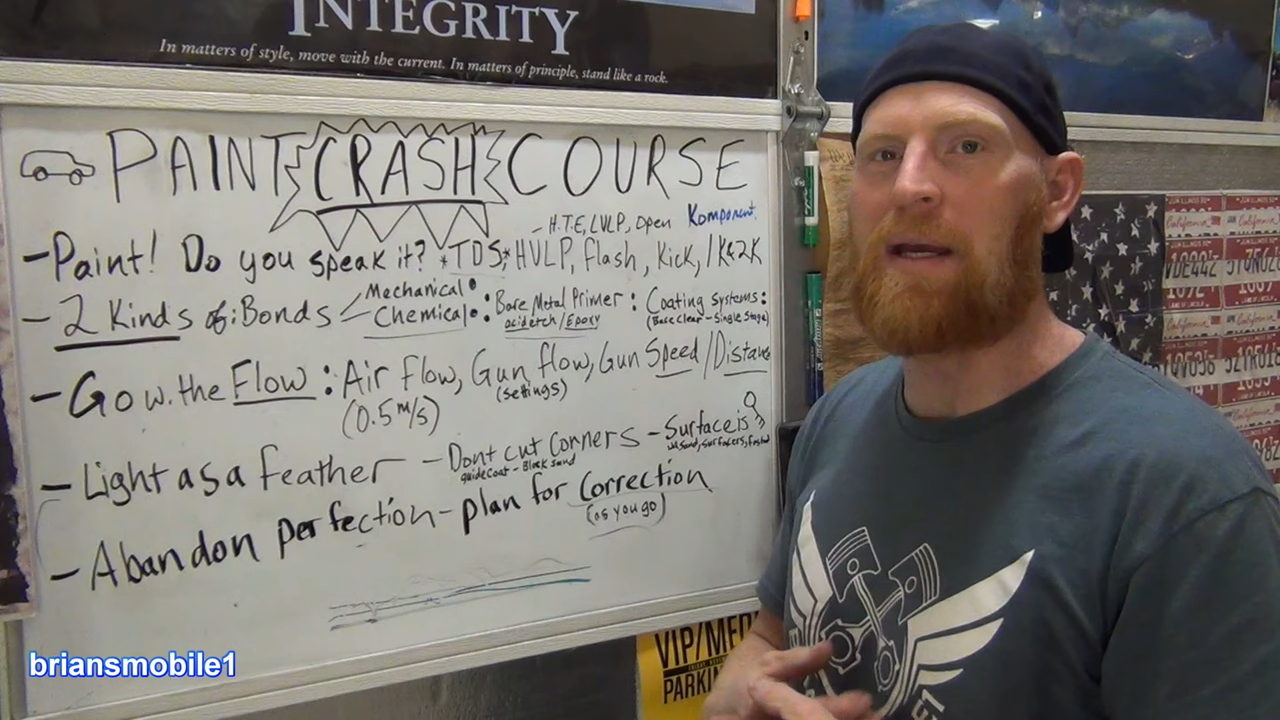 INTEGRITY
In matters of style, move with the current. In matters of principle, stand like a rock.
PAINT CRASH COURSE
- H.T.E, LVLP, Open Komponent
- Paint! Do you speak it? *TDS* HVLP, Flash, Kick, 1K&2K
- 2 Kinds of: Bonds < Mechanical • Chemical • : Bare Metal Primer : Coating Systems :
acid etch/Epoxy (Base Clear - Single Stage)
- Go w. the Flow : Air flow, Gun flow, Gun Speed / Distance
(0.5 m/s) (settings)
- Light as a feather - Dont cut Corners - Surface is
guide coat - Block sand
- Abandon perfection - plan for Correction
(as you go)
VIP/MED
PARKIN
California
briansmobile1